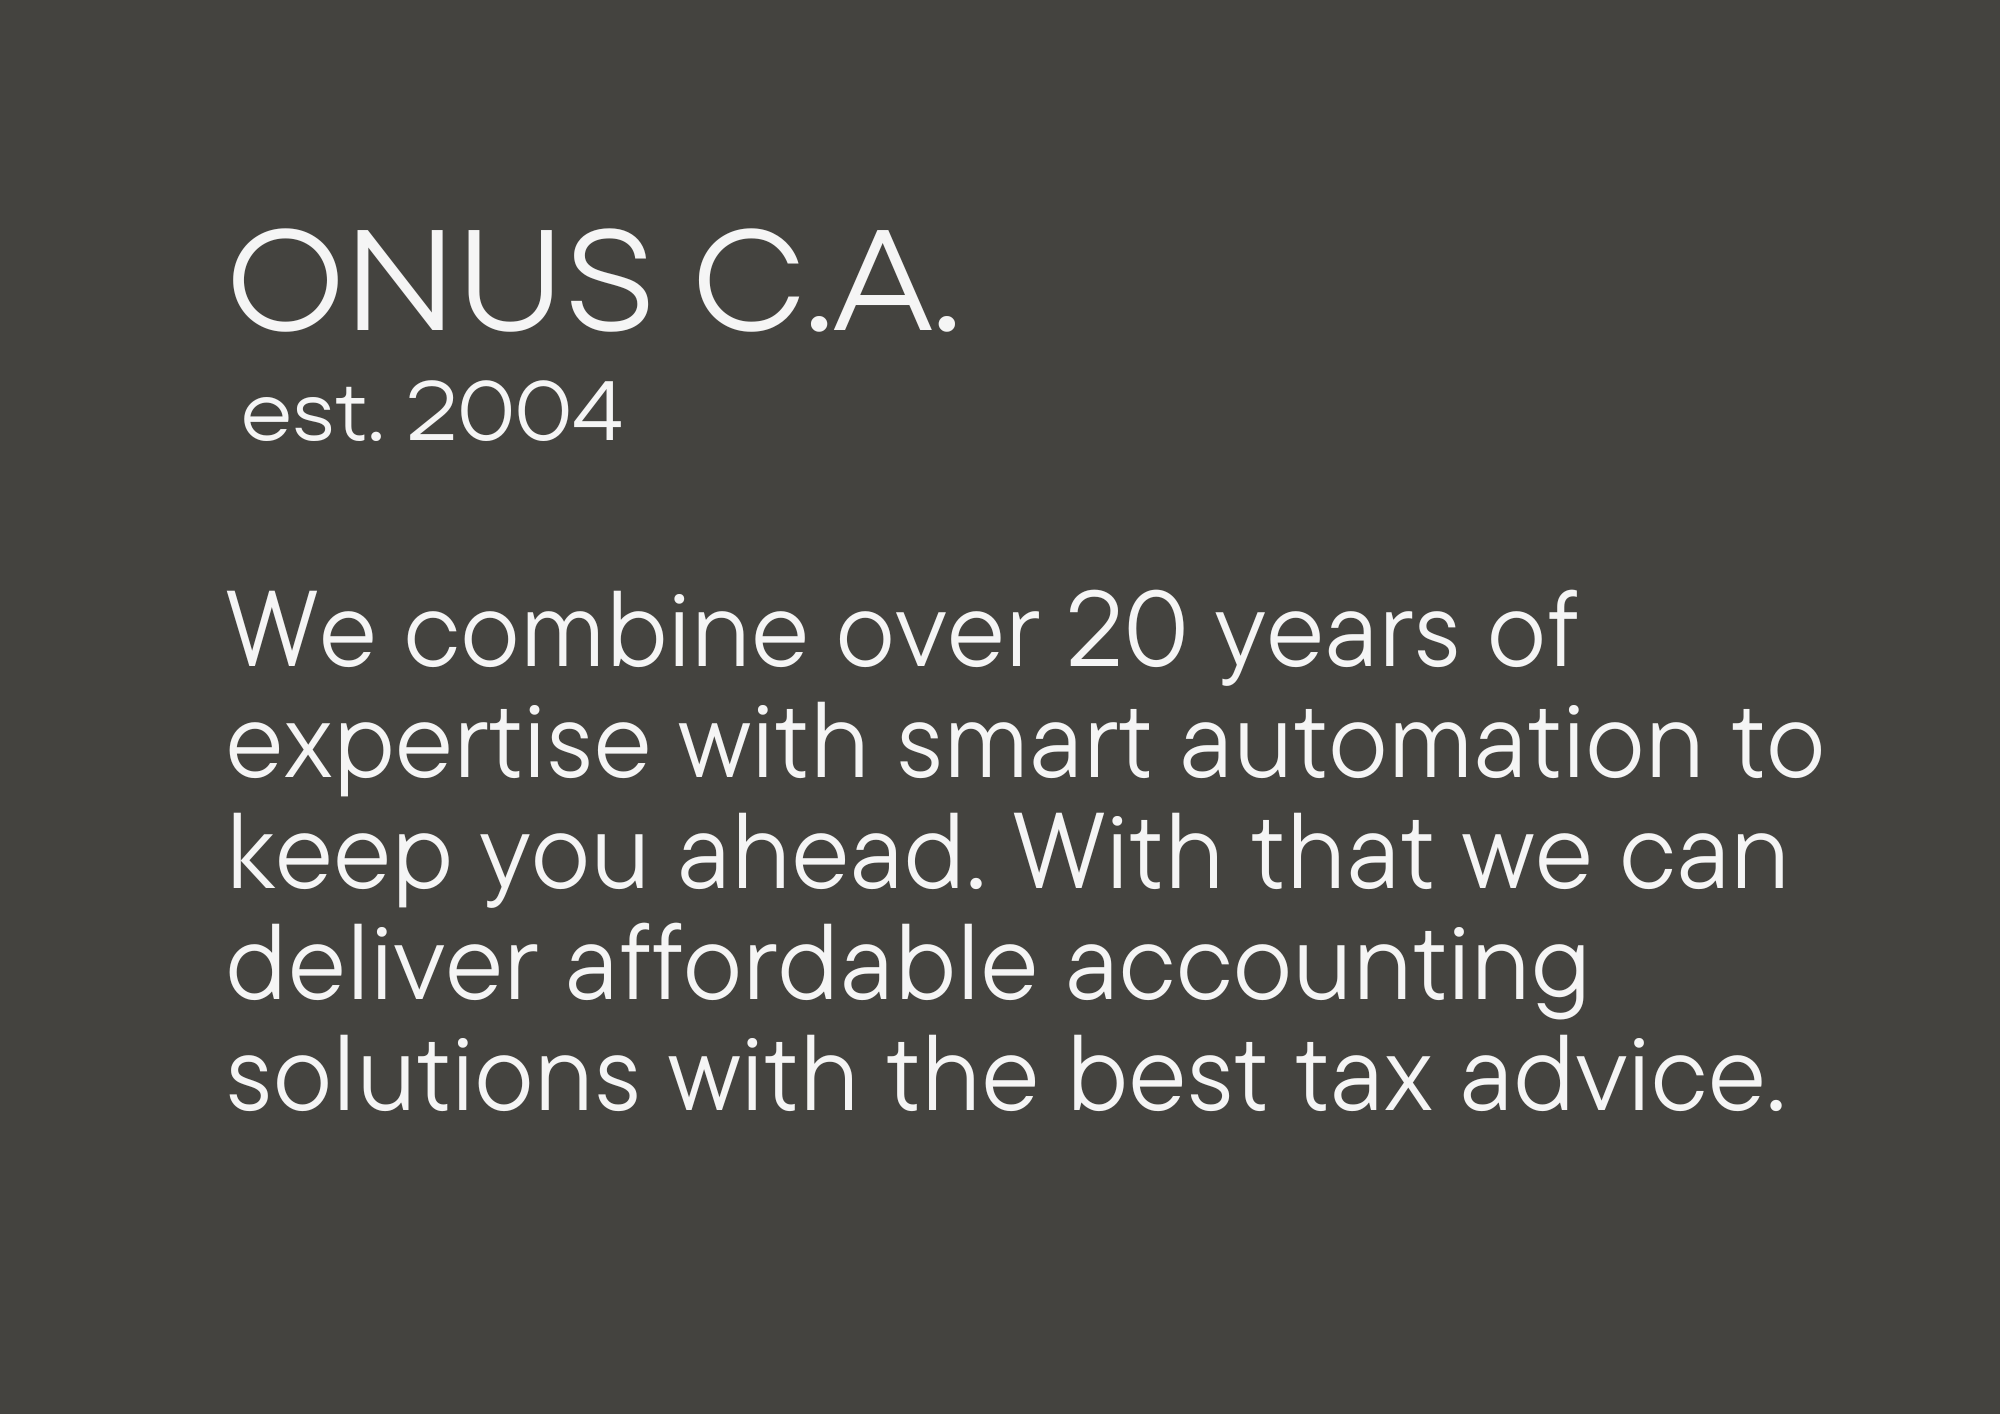 ONUS C.A.
est. 2004
We combine over 20 years of
expertise with smart automation to
keep you ahead. With that we can
deliver affordable accounting
solutions with the best tax advice.